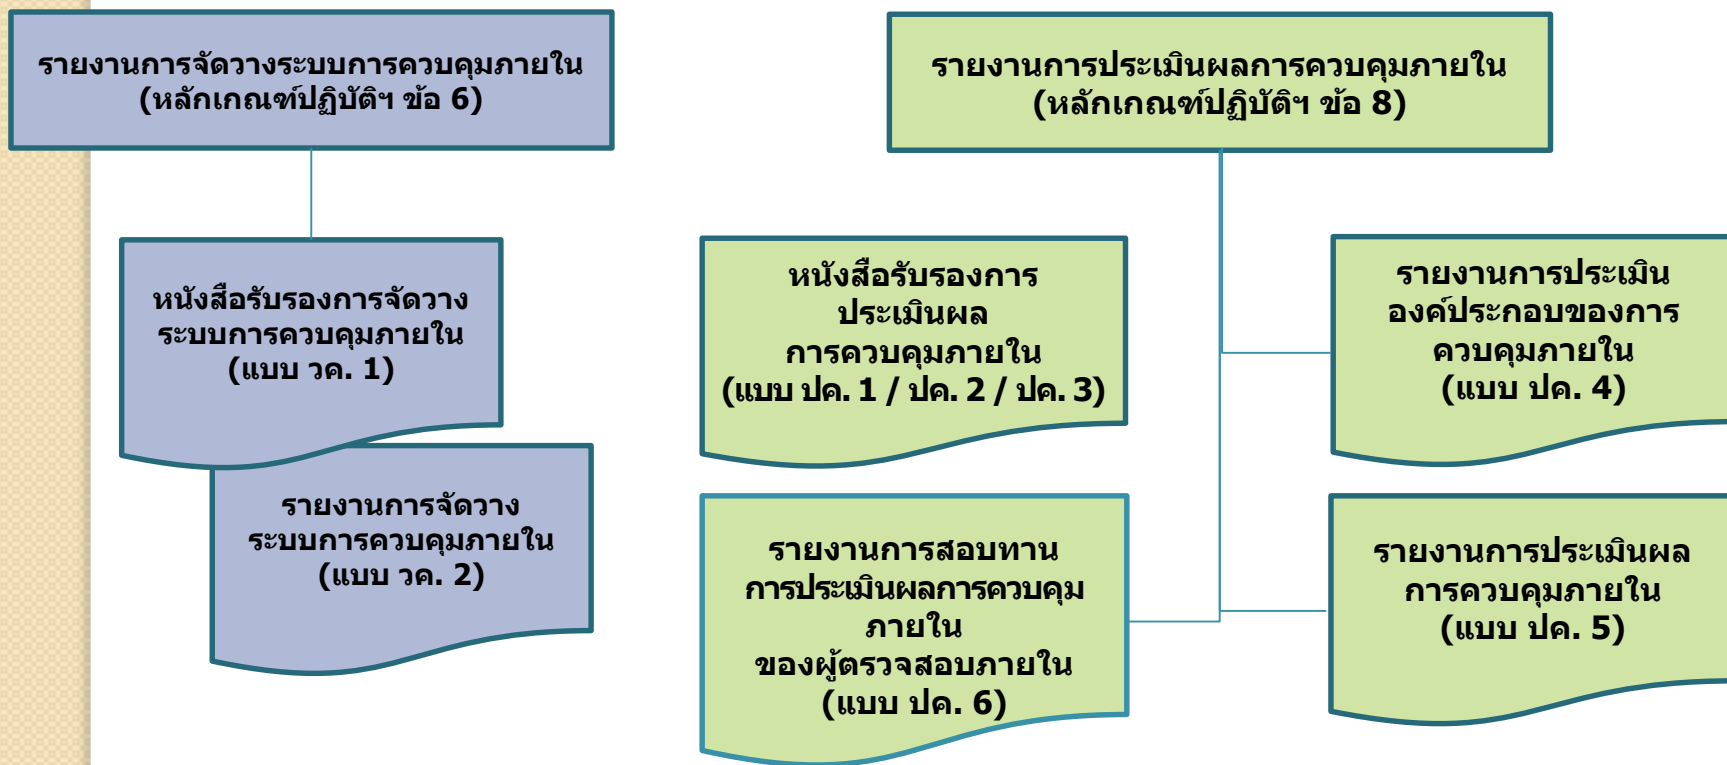 รายงานการจัดวางระบบการควบคุมภายใน
(หลักเกณฑ์ปฏิบัติฯ ข้อ 6)
หนังสือรับรองการจัดวาง
ระบบการควบคุมภายใน
(แบบ วค. 1)
รายงานการจัดวาง
ระบบการควบคุมภายใน
(แบบ วค. 2)
รายงานการประเมินผลการควบคุมภายใน
(หลักเกณฑ์ปฏิบัติฯ ข้อ 8)
หนังสือรับรองการ
ประเมินผล
การควบคุมภายใน
(แบบ ปค. 1 / ปค. 2 / ปค. 3)
รายงานการประเมิน
องค์ประกอบของการ
ควบคุมภายใน
(แบบ ปค. 4)
รายงานการสอบทาน
การประเมินผลการควบคุม
ภายใน
ของผู้ตรวจสอบภายใน
(แบบ ปค. 6)
รายงานการประเมินผล
การควบคุมภายใน
(แบบ ปค. 5)